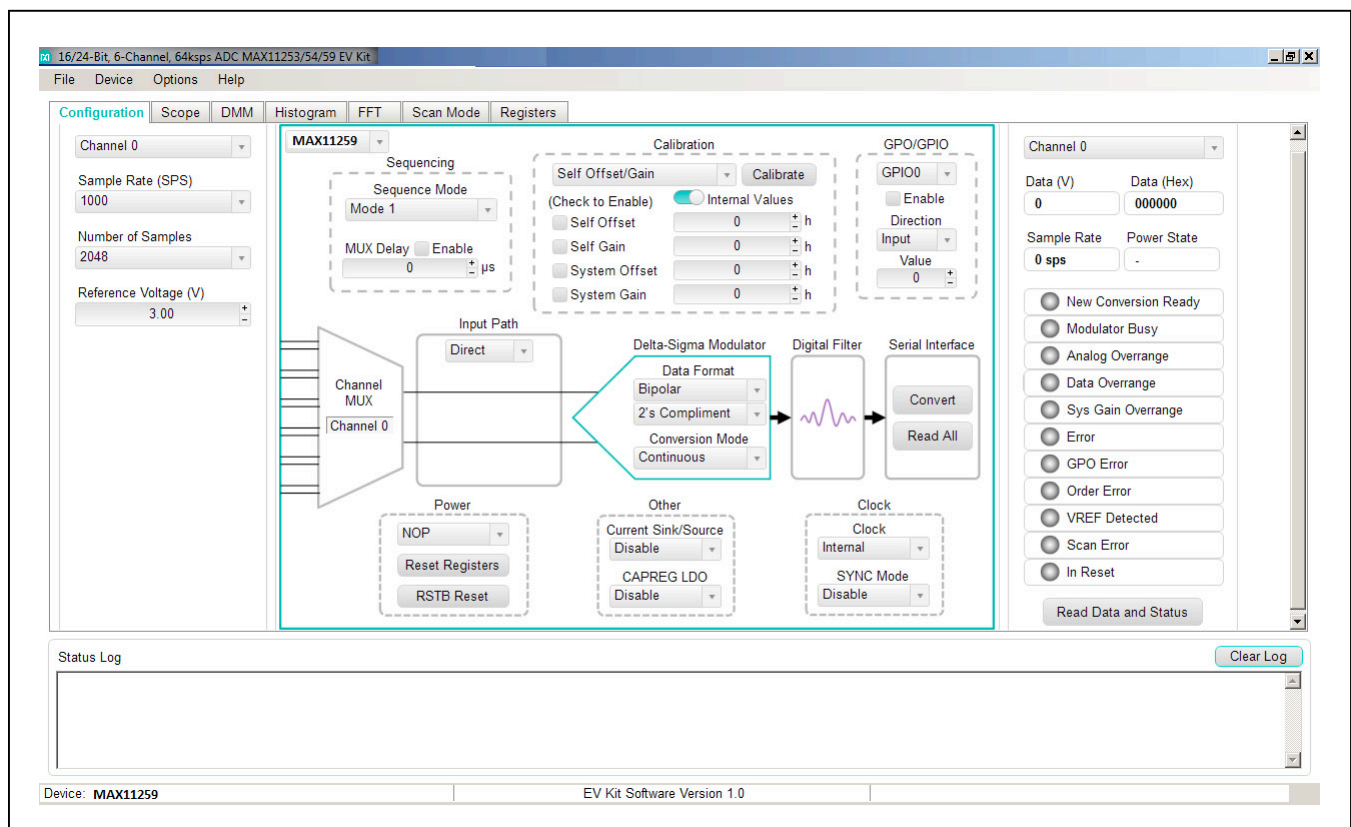 16/24-Bit, 6-Channel, 64ksps ADC MAX11253/54/59 EV Kit
File Device Options Help
Configuration Scope DMM Histogram FFT Scan Mode Registers
Channel 0
Sample Rate (SPS)
1000
Number of Samples
2048
Reference Voltage (V)
3.00
MAX11259
Sequencing
Sequence Mode
Mode 1
MUX Delay Enable
0 µs
Calibration
Self Offset/Gain Calibrate
(Check to Enable) Internal Values
Self Offset 0 h
Self Gain 0 h
System Offset 0 h
System Gain 0 h
GPO/GPIO
GPIO0
Enable
Direction
Input
Value
0
Input Path
Direct
Channel
MUX
Channel 0
Delta-Sigma Modulator
Data Format
Bipolar
2's Compliment
Conversion Mode
Continuous
Digital Filter
Serial Interface
Convert
Read All
Power
NOP
Reset Registers
RSTB Reset
Other
Current Sink/Source
Disable
CAPREG LDO
Disable
Clock
Clock
Internal
SYNC Mode
Disable
Channel 0
Data (V) Data (Hex)
0 000000
Sample Rate Power State
0 sps -
New Conversion Ready
Modulator Busy
Analog Overrange
Data Overrange
Sys Gain Overrange
Error
GPO Error
Order Error
VREF Detected
Scan Error
In Reset
Read Data and Status
Status Log
Clear Log
Device: MAX11259
EV Kit Software Version 1.0